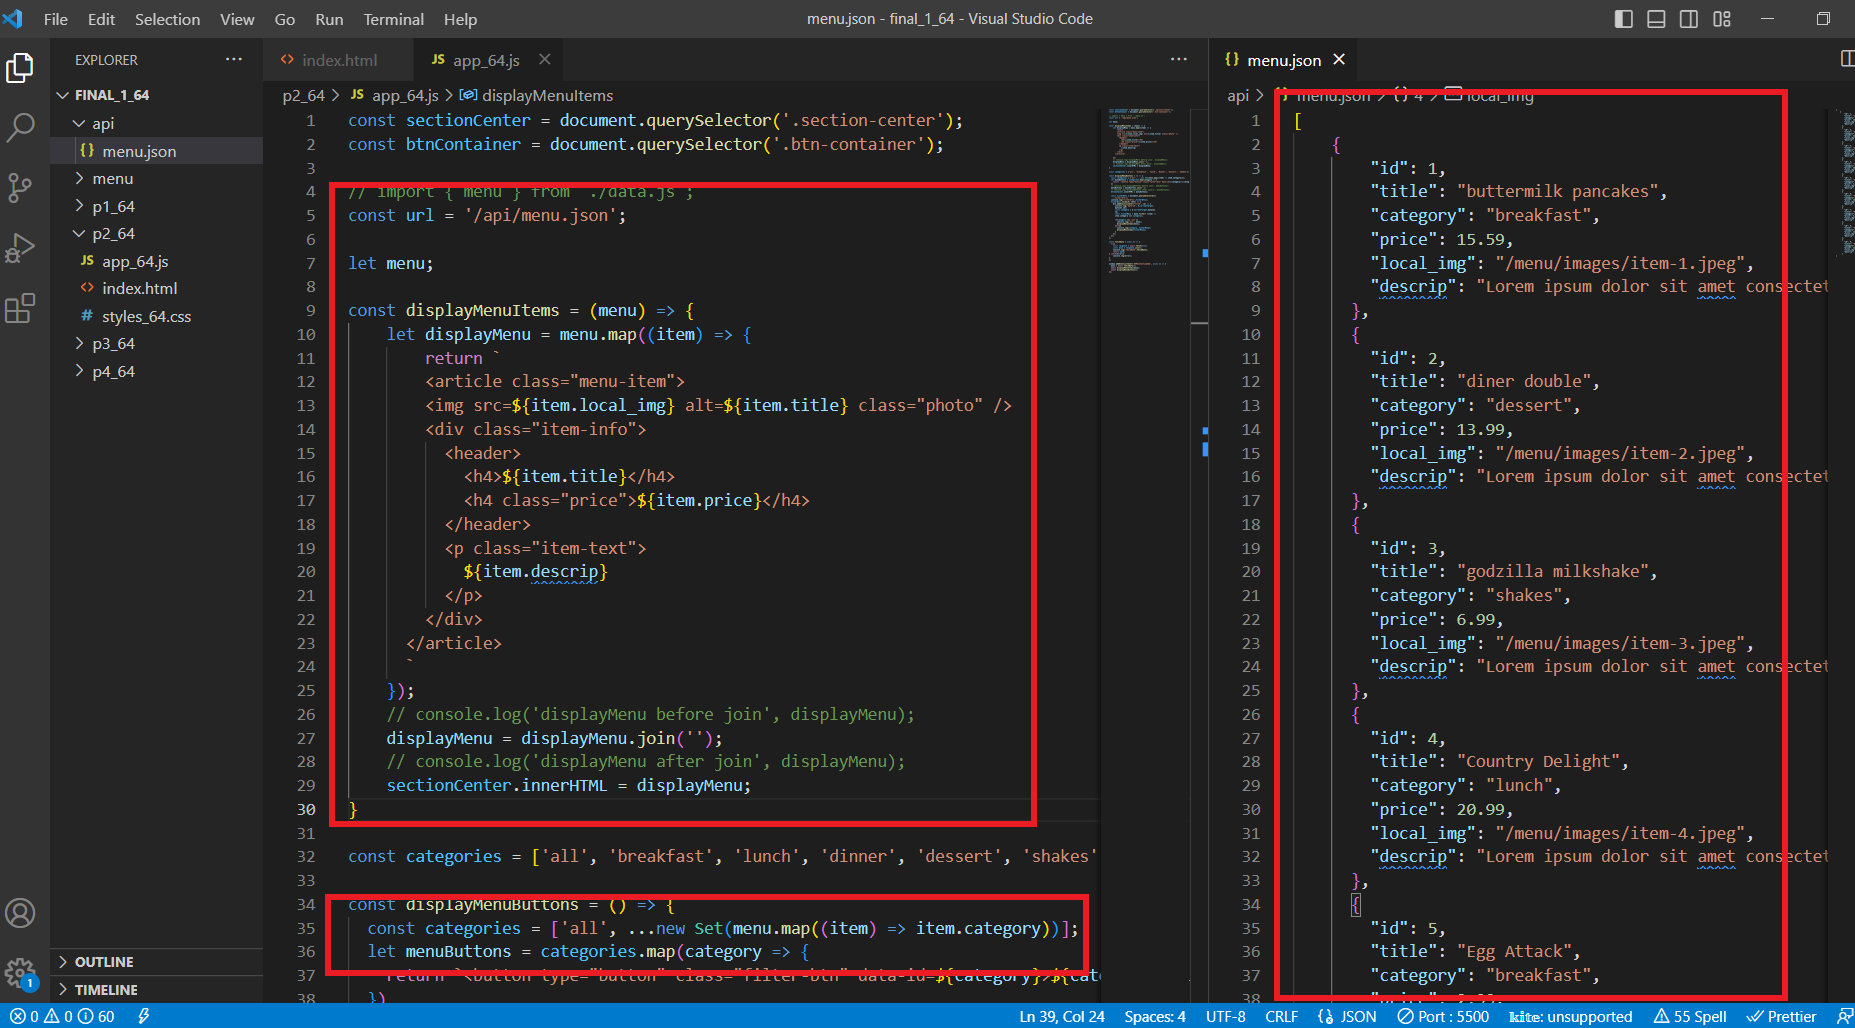 File Edit Selection View Go Run Terminal Help
menu.json - final_1_64 - Visual Studio Code
EXPLORER
FINAL_1_64
api
menu.json
menu
p1_64
p2_64
JS app_64.js
index.html
# styles_64.css
p3_64
p4_64
OUTLINE
TIMELINE
index.html
JS app_64.js
p2_64 > JS app_64.js > displayMenuItems
1 const sectionCenter = document.querySelector('.section-center');
2 const btnContainer = document.querySelector('.btn-container');
3
4 // import { menu } from './data.js';
5 const url = '/api/menu.json';
6
7 let menu;
8
9 const displayMenuItems = (menu) => {
10 let displayMenu = menu.map((item) => {
11 return `
12 <article class="menu-item">
13 <img src=${item.local_img} alt=${item.title} class="photo" />
14 <div class="item-info">
15 <header>
16 <h4>${item.title}</h4>
17 <h4 class="price">${item.price}</h4>
18 </header>
19 <p class="item-text">
20 ${item.descrip}
21 </p>
22 </div>
23 </article>
24 `
25 });
26 // console.log('displayMenu before join', displayMenu);
27 displayMenu = displayMenu.join('');
28 // console.log('displayMenu after join', displayMenu);
29 sectionCenter.innerHTML = displayMenu;
30 }
31
32 const categories = ['all', 'breakfast', 'lunch', 'dinner', 'dessert', 'shakes'
33
34 const displayMenuButtons = () => {
35 const categories = ['all', ...new Set(menu.map((item) => item.category))];
36 let menuButtons = categories.map(category => {
37 return `<button type="button" class="filter-btn" data-id=${category}>${cate
38 })
{} menu.json
api > {} menu.json > {} 4 > local_img
1 [
2 {
3 "id": 1,
4 "title": "buttermilk pancakes",
5 "category": "breakfast",
6 "price": 15.59,
7 "local_img": "/menu/images/item-1.jpeg",
8 "descrip": "Lorem ipsum dolor sit amet consectet
9 },
10 {
11 "id": 2,
12 "title": "diner double",
13 "category": "dessert",
14 "price": 13.99,
15 "local_img": "/menu/images/item-2.jpeg",
16 "descrip": "Lorem ipsum dolor sit amet consectet
17 },
18 {
19 "id": 3,
20 "title": "godzilla milkshake",
21 "category": "shakes",
22 "price": 6.99,
23 "local_img": "/menu/images/item-3.jpeg",
24 "descrip": "Lorem ipsum dolor sit amet consectet
25 },
26 {
27 "id": 4,
28 "title": "Country Delight",
29 "category": "lunch",
30 "price": 20.99,
31 "local_img": "/menu/images/item-4.jpeg",
32 "descrip": "Lorem ipsum dolor sit amet consectet
33 },
34 {
35 "id": 5,
36 "title": "Egg Attack",
37 "category": "breakfast",
38
1
0 0 60
Ln 39, Col 24 Spaces: 4 UTF-8 CRLF {} JSON Port : 5500 kite: unsupported 55 Spell Prettier